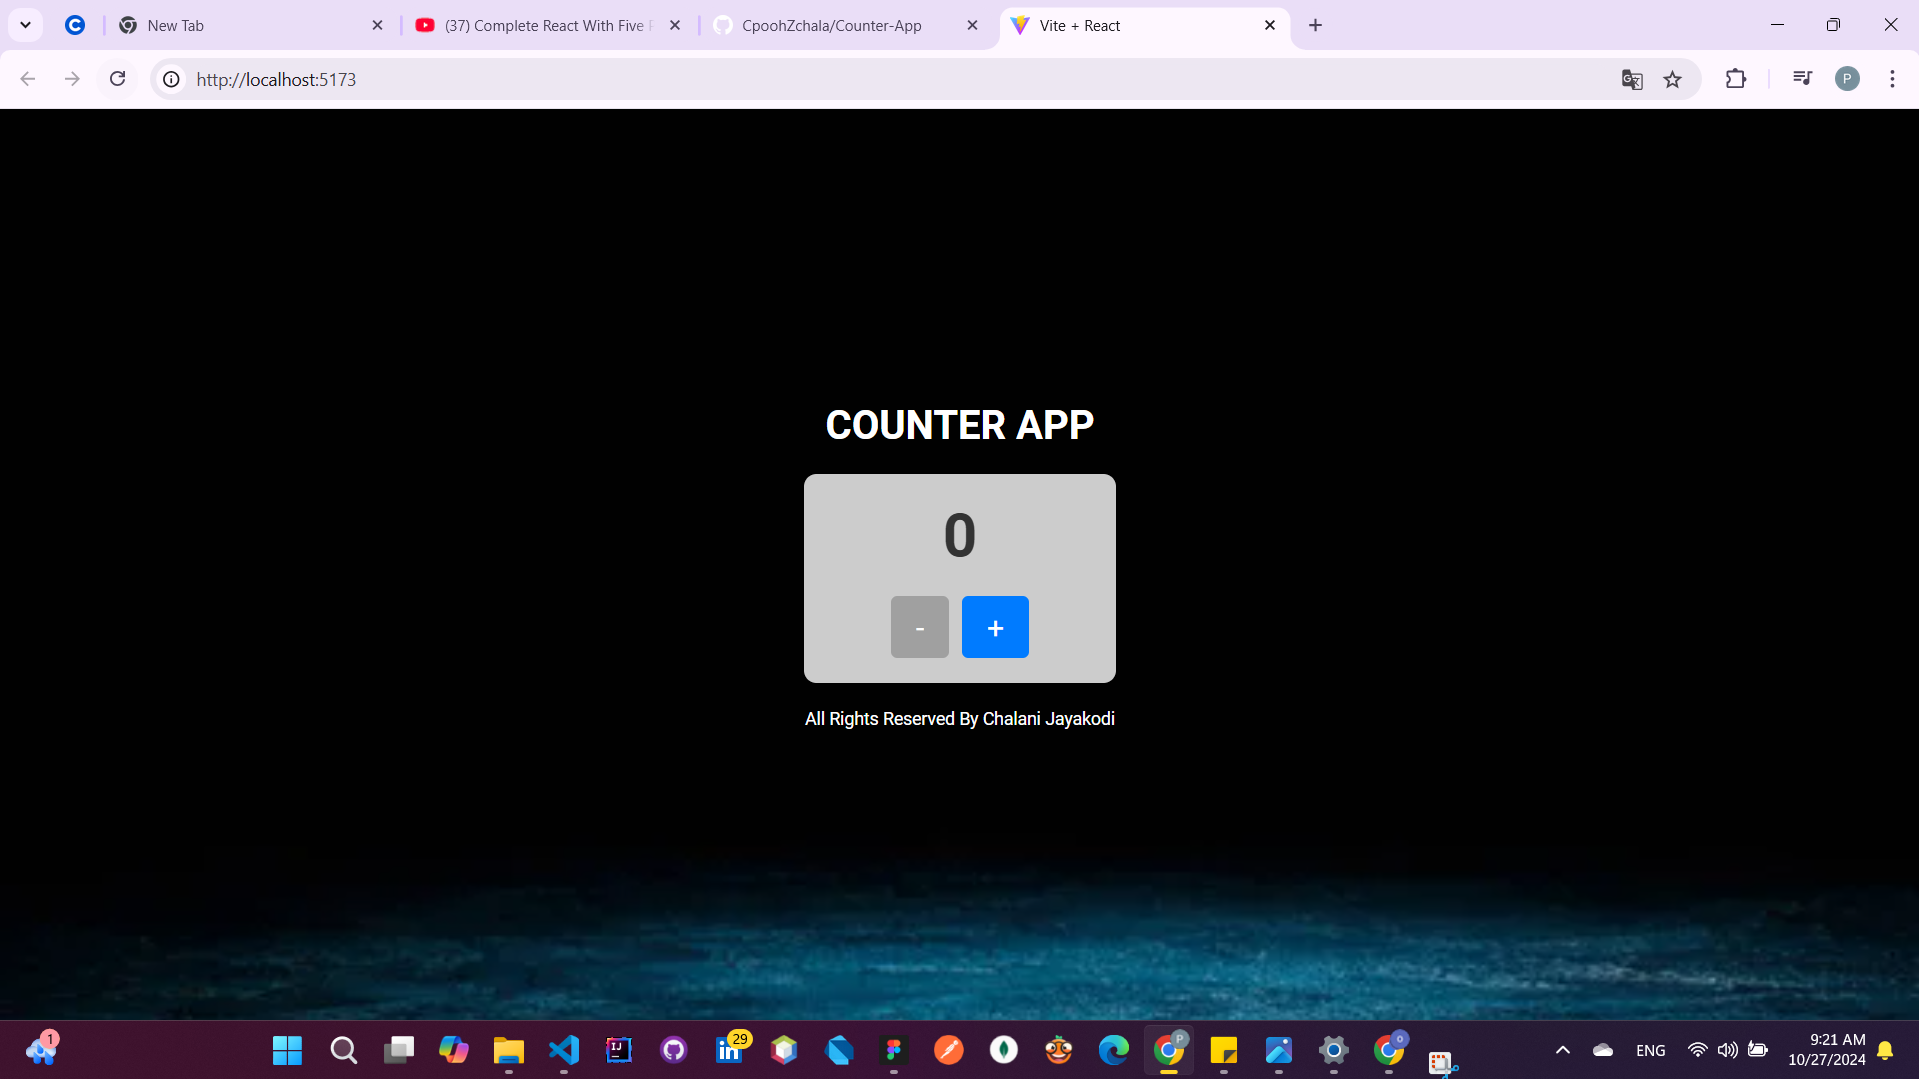 New Tab
(37) Complete React With Five
CpoohZchala/Counter-App
Vite + React
http://localhost:5173
P
COUNTER APP
0
- +
All Rights Reserved By Chalani Jayakodi
1
IJ
29
P
ENG
9:21 AM
10/27/2024